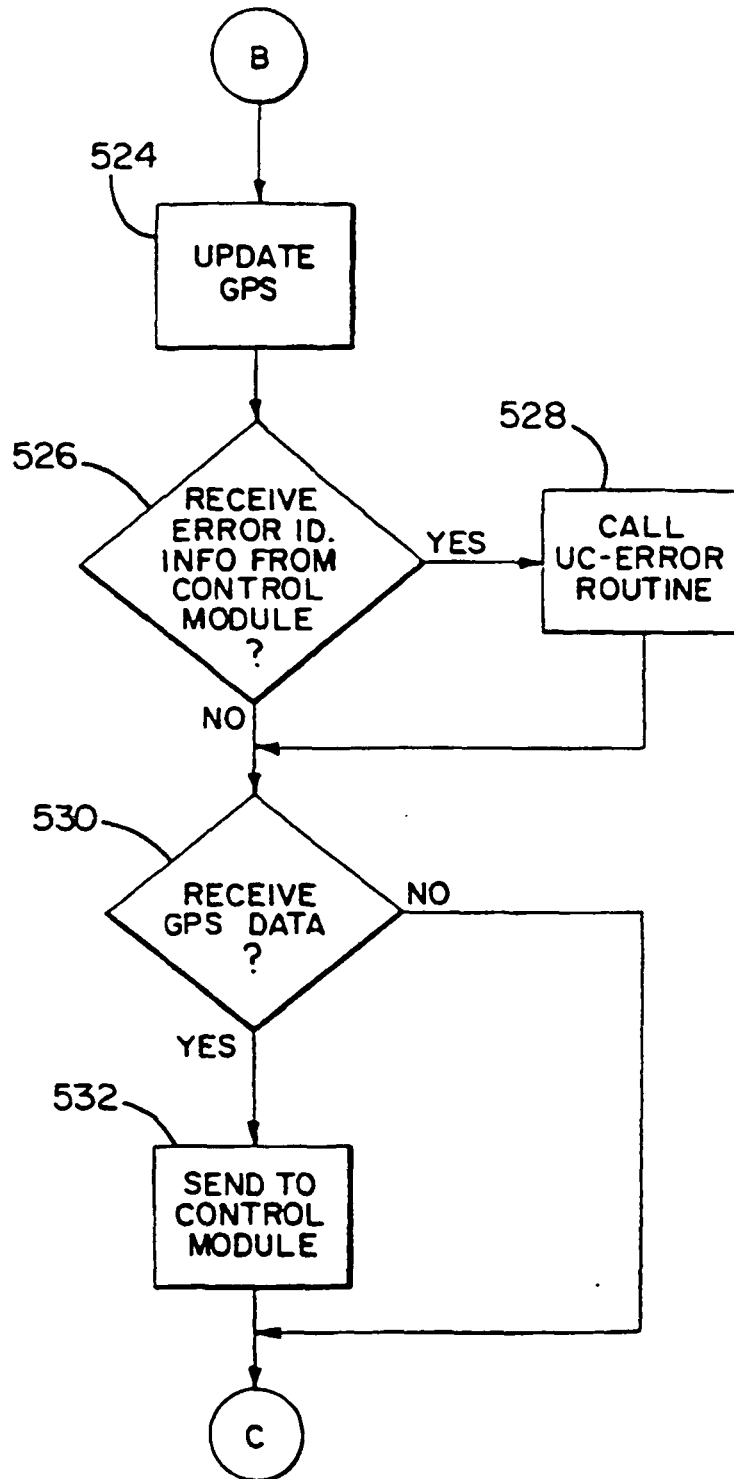 B
524
UPDATE
GPS
526
RECEIVE
ERROR ID.
INFO FROM
CONTROL
MODULE
?
YES
528
CALL
UC-ERROR
ROUTINE
NO
530
RECEIVE
GPS DATA
?
NO
YES
532
SEND TO
CONTROL
MODULE
C